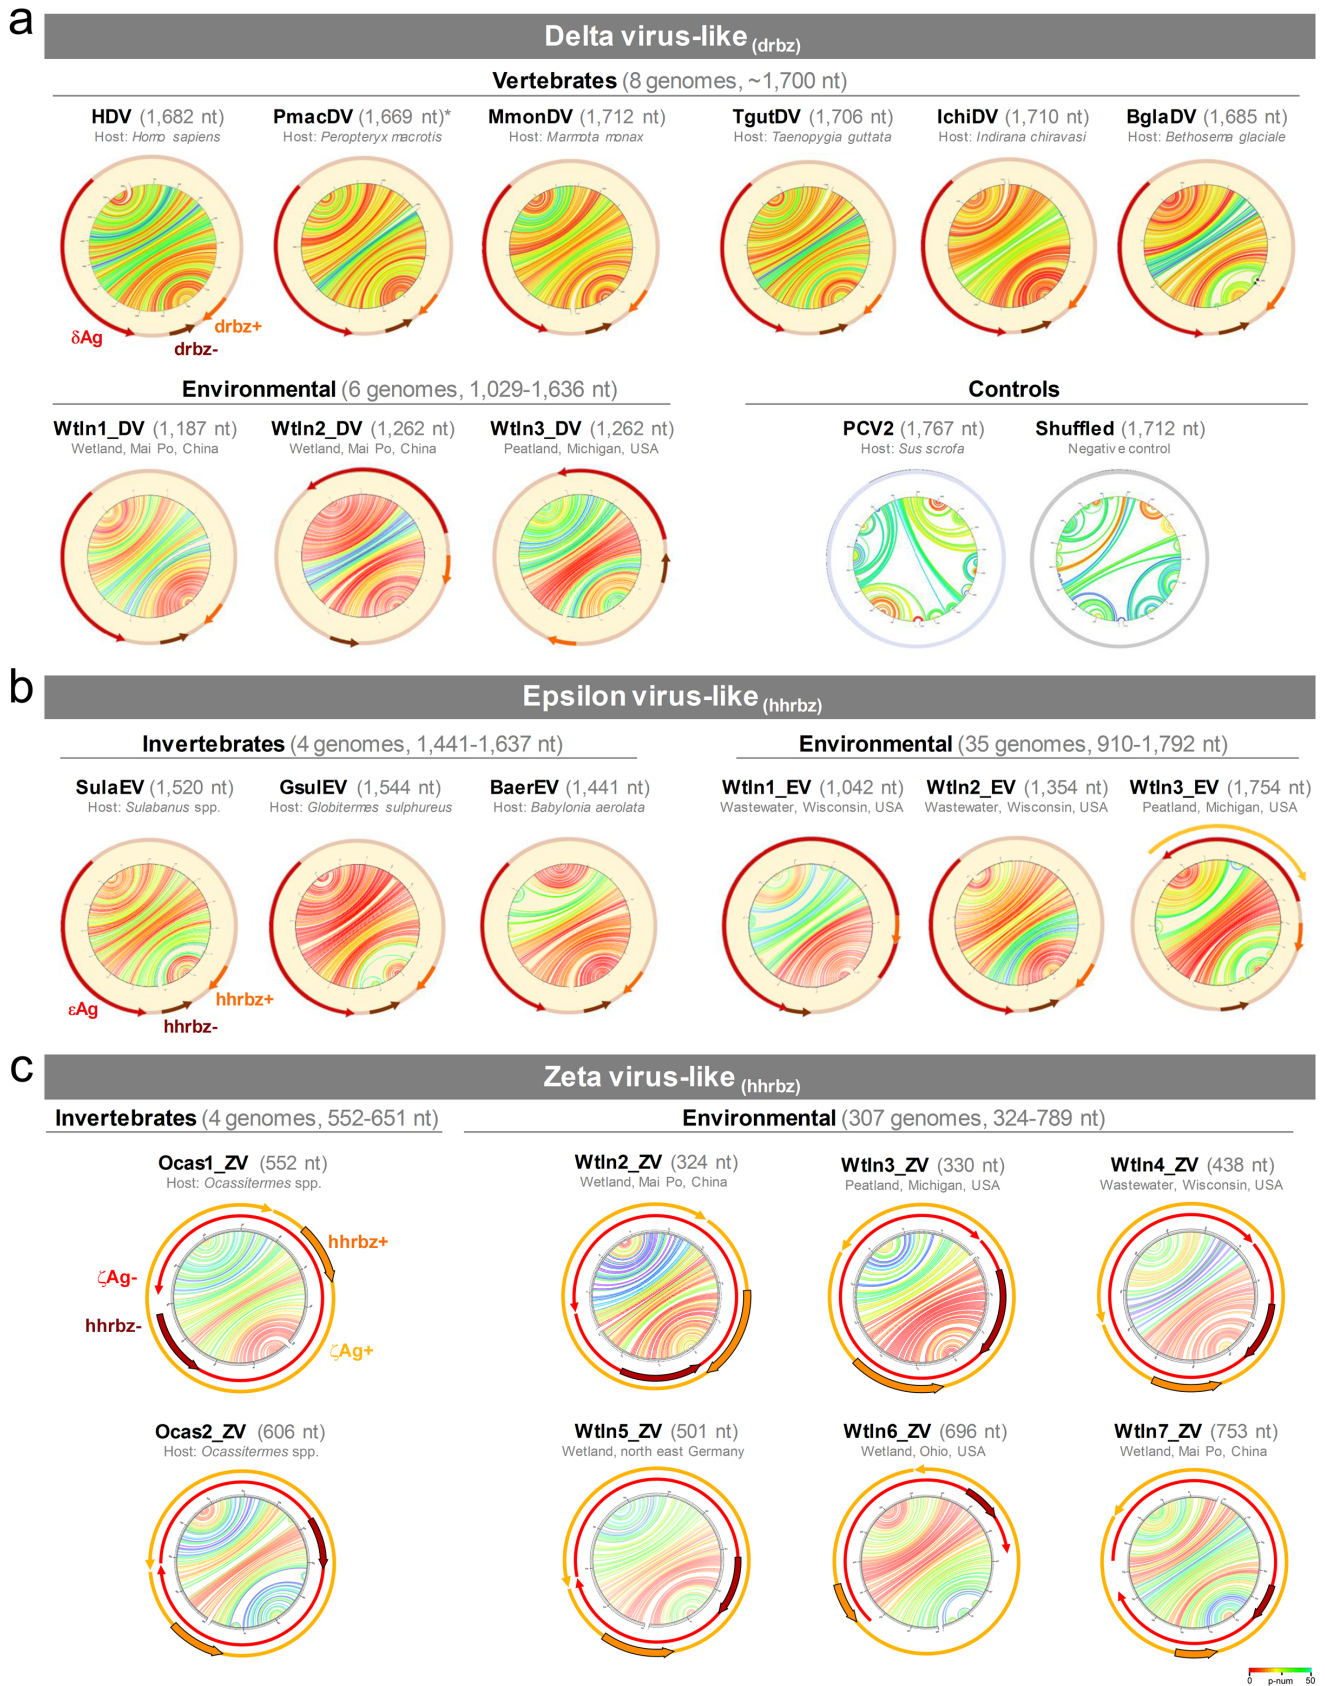 a
Delta virus-like (drbz)
Vertebrates (8 genomes, ~1,700 nt)
HDV (1,682 nt) PmacDV (1,669 nt)* MmonDV (1,712 nt) TgutDV (1,706 nt) IchiDV (1,710 nt) BglaDV (1,685 nt)
Host: Homo sapiens Host: Peropteryx macrotis Host: Marmota monax Host: Taenopygia guttata Host: Indirana chiravasi Host: Bethosema glaciale
δAg drbz+
drbz-
Environmental (6 genomes, 1,029-1,636 nt) Controls
Wtln1_DV (1,187 nt) Wtln2_DV (1,262 nt) Wtln3_DV (1,262 nt) PCV2 (1,767 nt) Shuffled (1,712 nt)
Wetland, Mai Po, China Wetland, Mai Po, China Peatland, Michigan, USA Host: Sus scrofa Negative control
b
Epsilon virus-like (hhrbz)
Invertebrates (4 genomes, 1,441-1,637 nt) Environmental (35 genomes, 910-1,792 nt)
SulaEV (1,520 nt) GsulEV (1,544 nt) BaerEV (1,441 nt) Wtln1_EV (1,042 nt) Wtln2_EV (1,354 nt) Wtln3_EV (1,754 nt)
Host: Sulabanus spp. Host: Globitermes sulphureus Host: Babylonia aerolata Wastewater, Wisconsin, USA Wastewater, Wisconsin, USA Peatland, Michigan, USA
εAg hhrbz+
hhrbz-
c
Zeta virus-like (hhrbz)
Invertebrates (4 genomes, 552-651 nt) Environmental (307 genomes, 324-789 nt)
Ocas1_ZV (552 nt) Wtln2_ZV (324 nt) Wtln3_ZV (330 nt) Wtln4_ZV (438 nt)
Host: Ocassitermes spp. Wetland, Mai Po, China Peatland, Michigan, USA Wastewater, Wisconsin, USA
hhrbz+
ζAg-
hhrbz-
ζAg+
Ocas2_ZV (606 nt) Wtln5_ZV (501 nt) Wtln6_ZV (696 nt) Wtln7_ZV (753 nt)
Host: Ocassitermes spp. Wetland, north east Germany Wetland, Ohio, USA Wetland, Mai Po, China
0 p-num 50